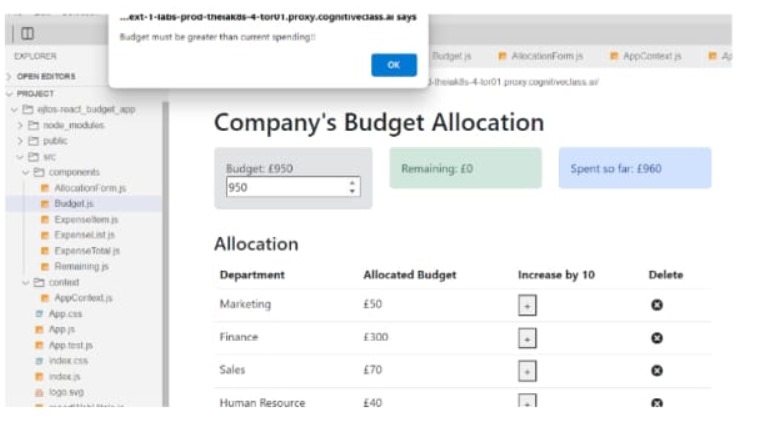 ...ext-1-labs-prod-theiak8s-4-tor01.proxy.cognitiveclass.ai says
Budget must be greater than current spending!!
OK
EXPLORER
Budget.js
AllocationForm.js
AppContext.js
OPEN EDITORS
d-theiak8s-4-tor01.proxy.cognitiveclass.ai/
PROJECT
ejtos-react_budget_app
node_modules
public
src
components
AllocationForm.js
Budget.js
ExpenseItem.js
ExpenseList.js
ExpenseTotal.js
Remaining.js
context
AppContext.js
App.css
App.js
App.test.js
index.css
index.js
logo.svg
Company's Budget Allocation
Budget: £950
950
Remaining: £0
Spent so far: £960
Allocation
Department Allocated Budget Increase by 10 Delete
Marketing £50 +
Finance £300 +
Sales £70 +
Human Resource £40 +